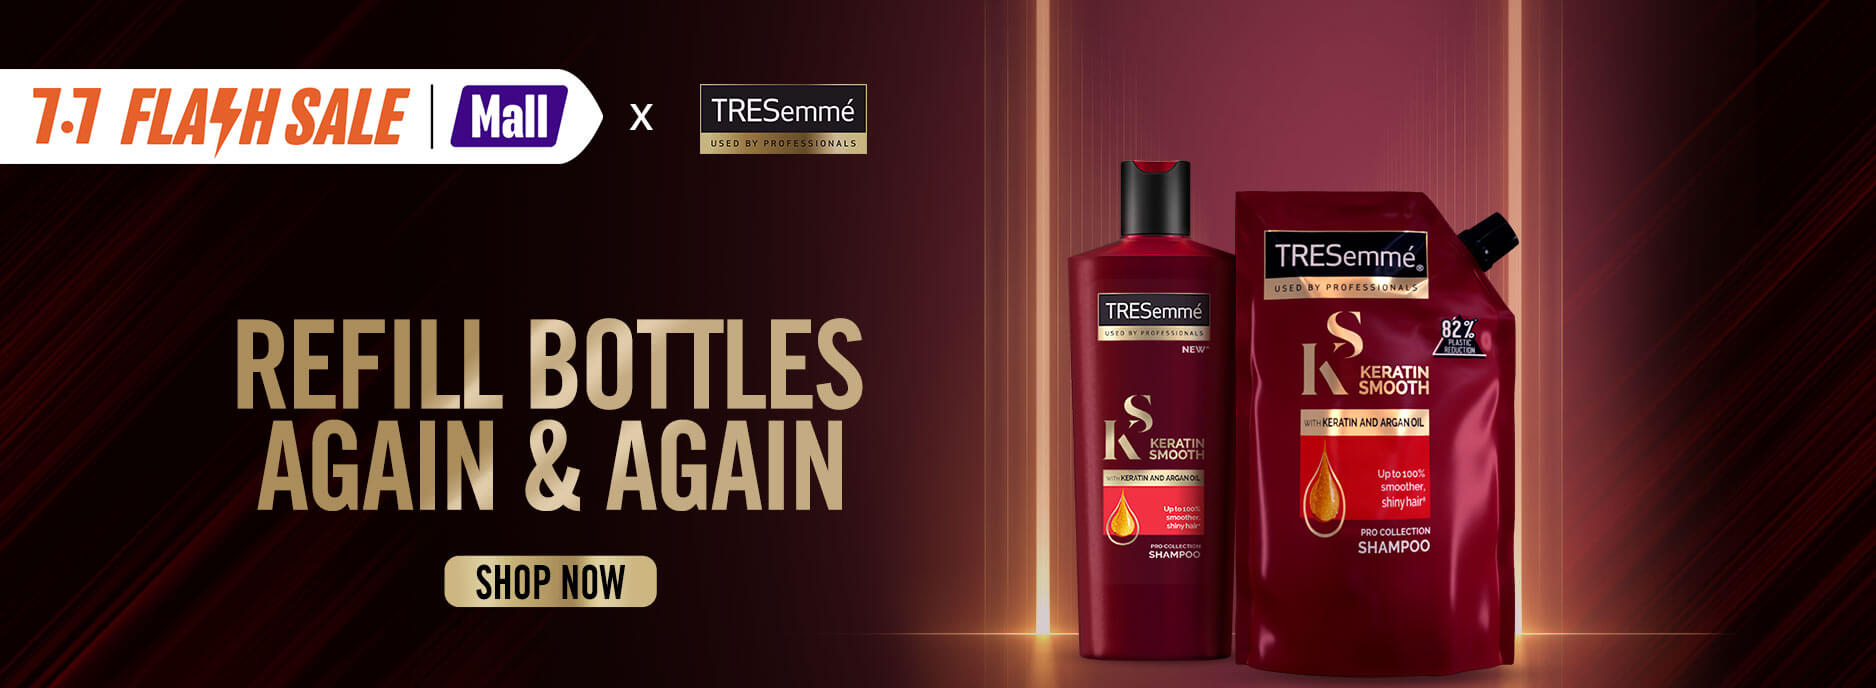 7.7 FLASH SALE | Mall X TRESemmé
USED BY PROFESSIONALS
REFILL BOTTLES
AGAIN & AGAIN
SHOP NOW
TRESemmé
USED BY PROFESSIONALS
NEW
KS
KERATIN
SMOOTH
WITH KERATIN AND ARGAN OIL
Up to 100%
smoother,
shiny hair
PRO COLLECTION
SHAMPOO
TRESemmé®
USED BY PROFESSIONALS
82%
PLASTIC
REDUCTION
KS
KERATIN
SMOOTH
WITH KERATIN AND ARGAN OIL
Up to 100%
smoother,
shiny hair
PRO COLLECTION
SHAMPOO